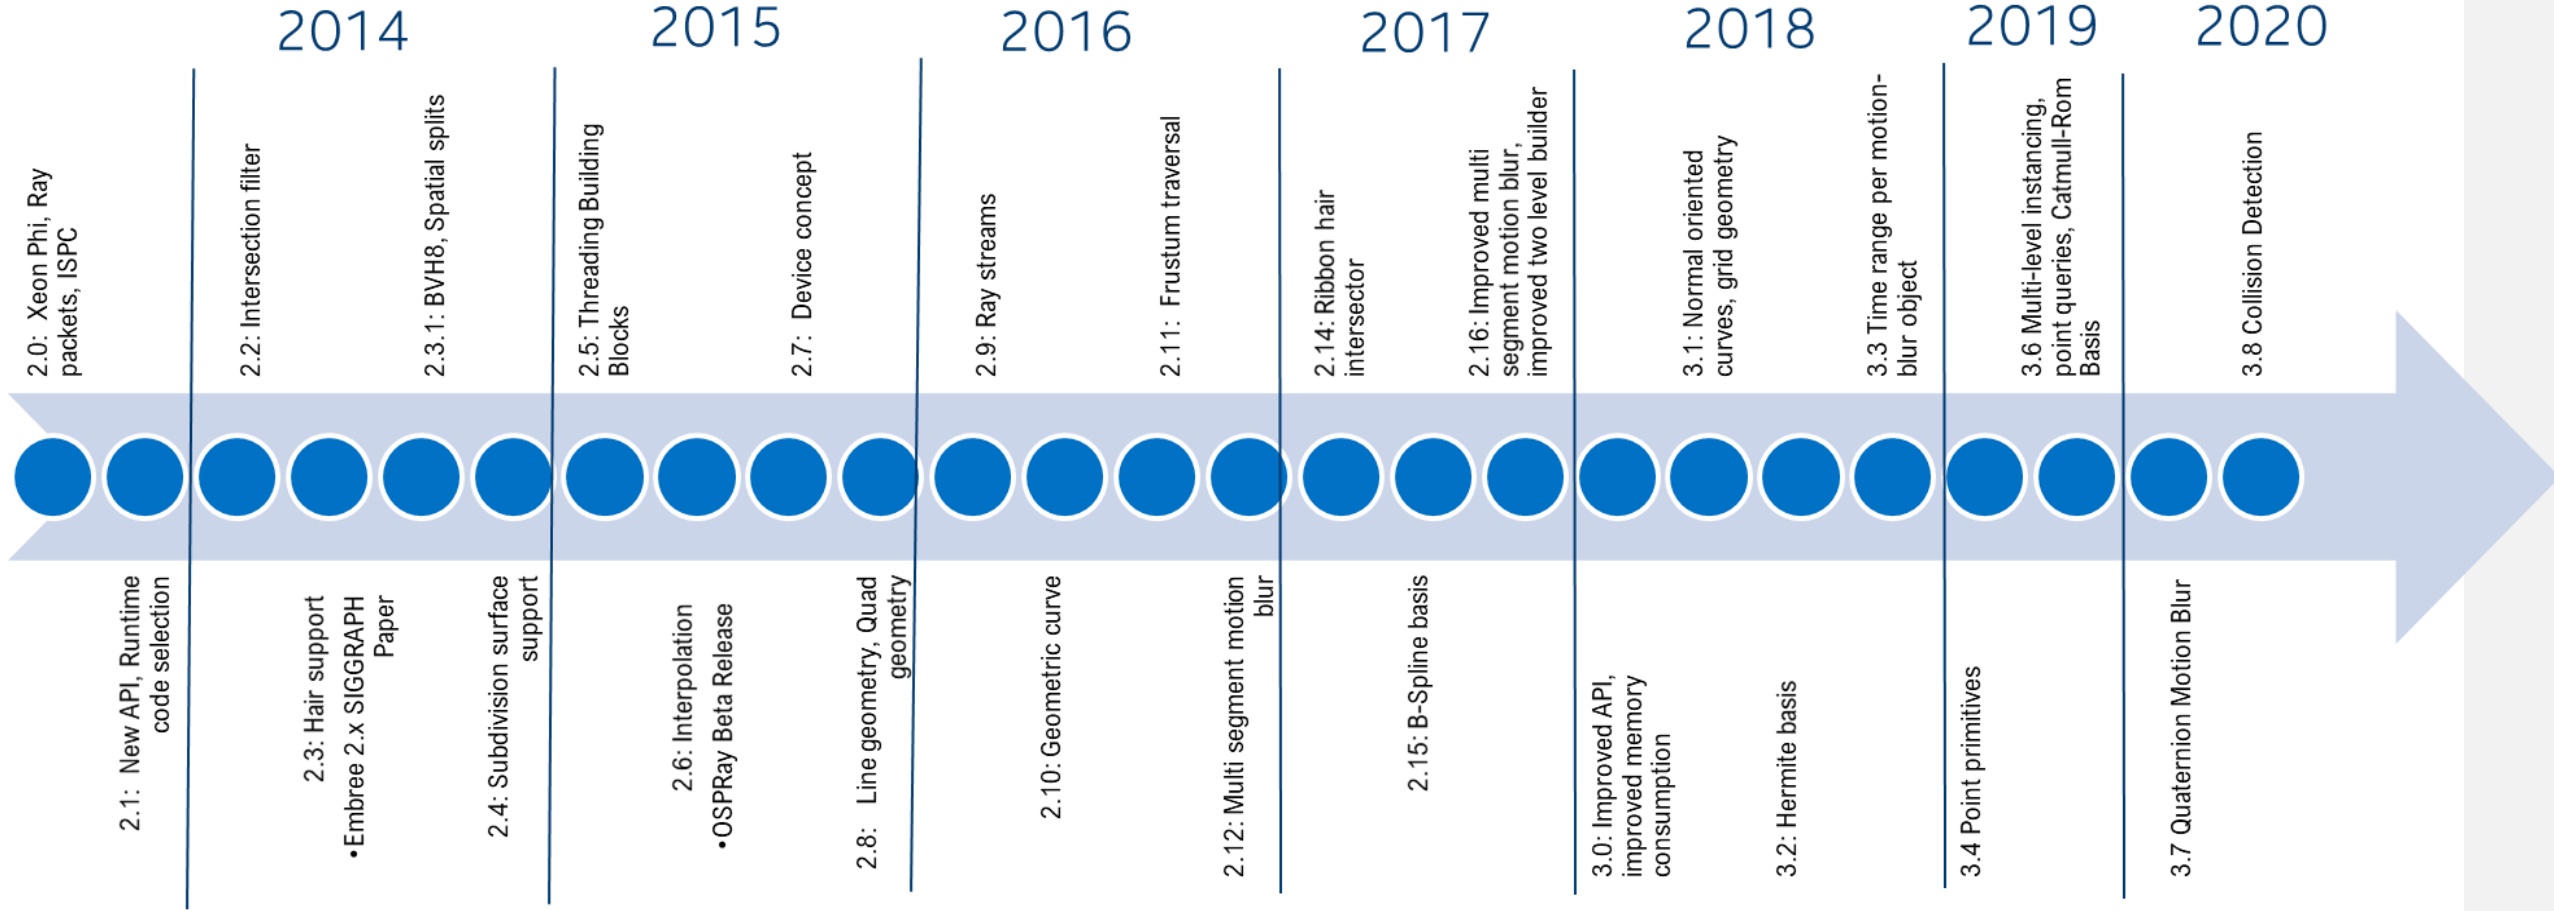 2014
2015
2016
2017
2018
2019
2020
2.0: Xeon Phi, Ray
packets, ISPC
2.2: Intersection filter
2.3.1: BVH8, Spatial splits
2.5: Threading Building
Blocks
2.7: Device concept
2.9: Ray streams
2.11: Frustum traversal
2.14: Ribbon hair
intersector
2.16: Improved multi
segment motion blur,
improved two level builder
3.1: Normal oriented
curves, grid geometry
3.3 Time range per motion-
blur object
3.6 Multi-level instancing,
point queries, Catmull-Rom
Basis
3.8 Collision Detection
2.1: New API, Runtime
code selection
2.3: Hair support
•Embree 2.x SIGGRAPH
Paper
2.4: Subdivision surface
support
2.6: Interpolation
•OSPRay Beta Release
2.8: Line geometry, Quad
geometry
2.10: Geometric curve
2.12: Multi segment motion
blur
2.15: B-Spline basis
3.0: Improved API,
improved memory
consumption
3.2: Hermite basis
3.4 Point primitives
3.7 Quaternion Motion Blur